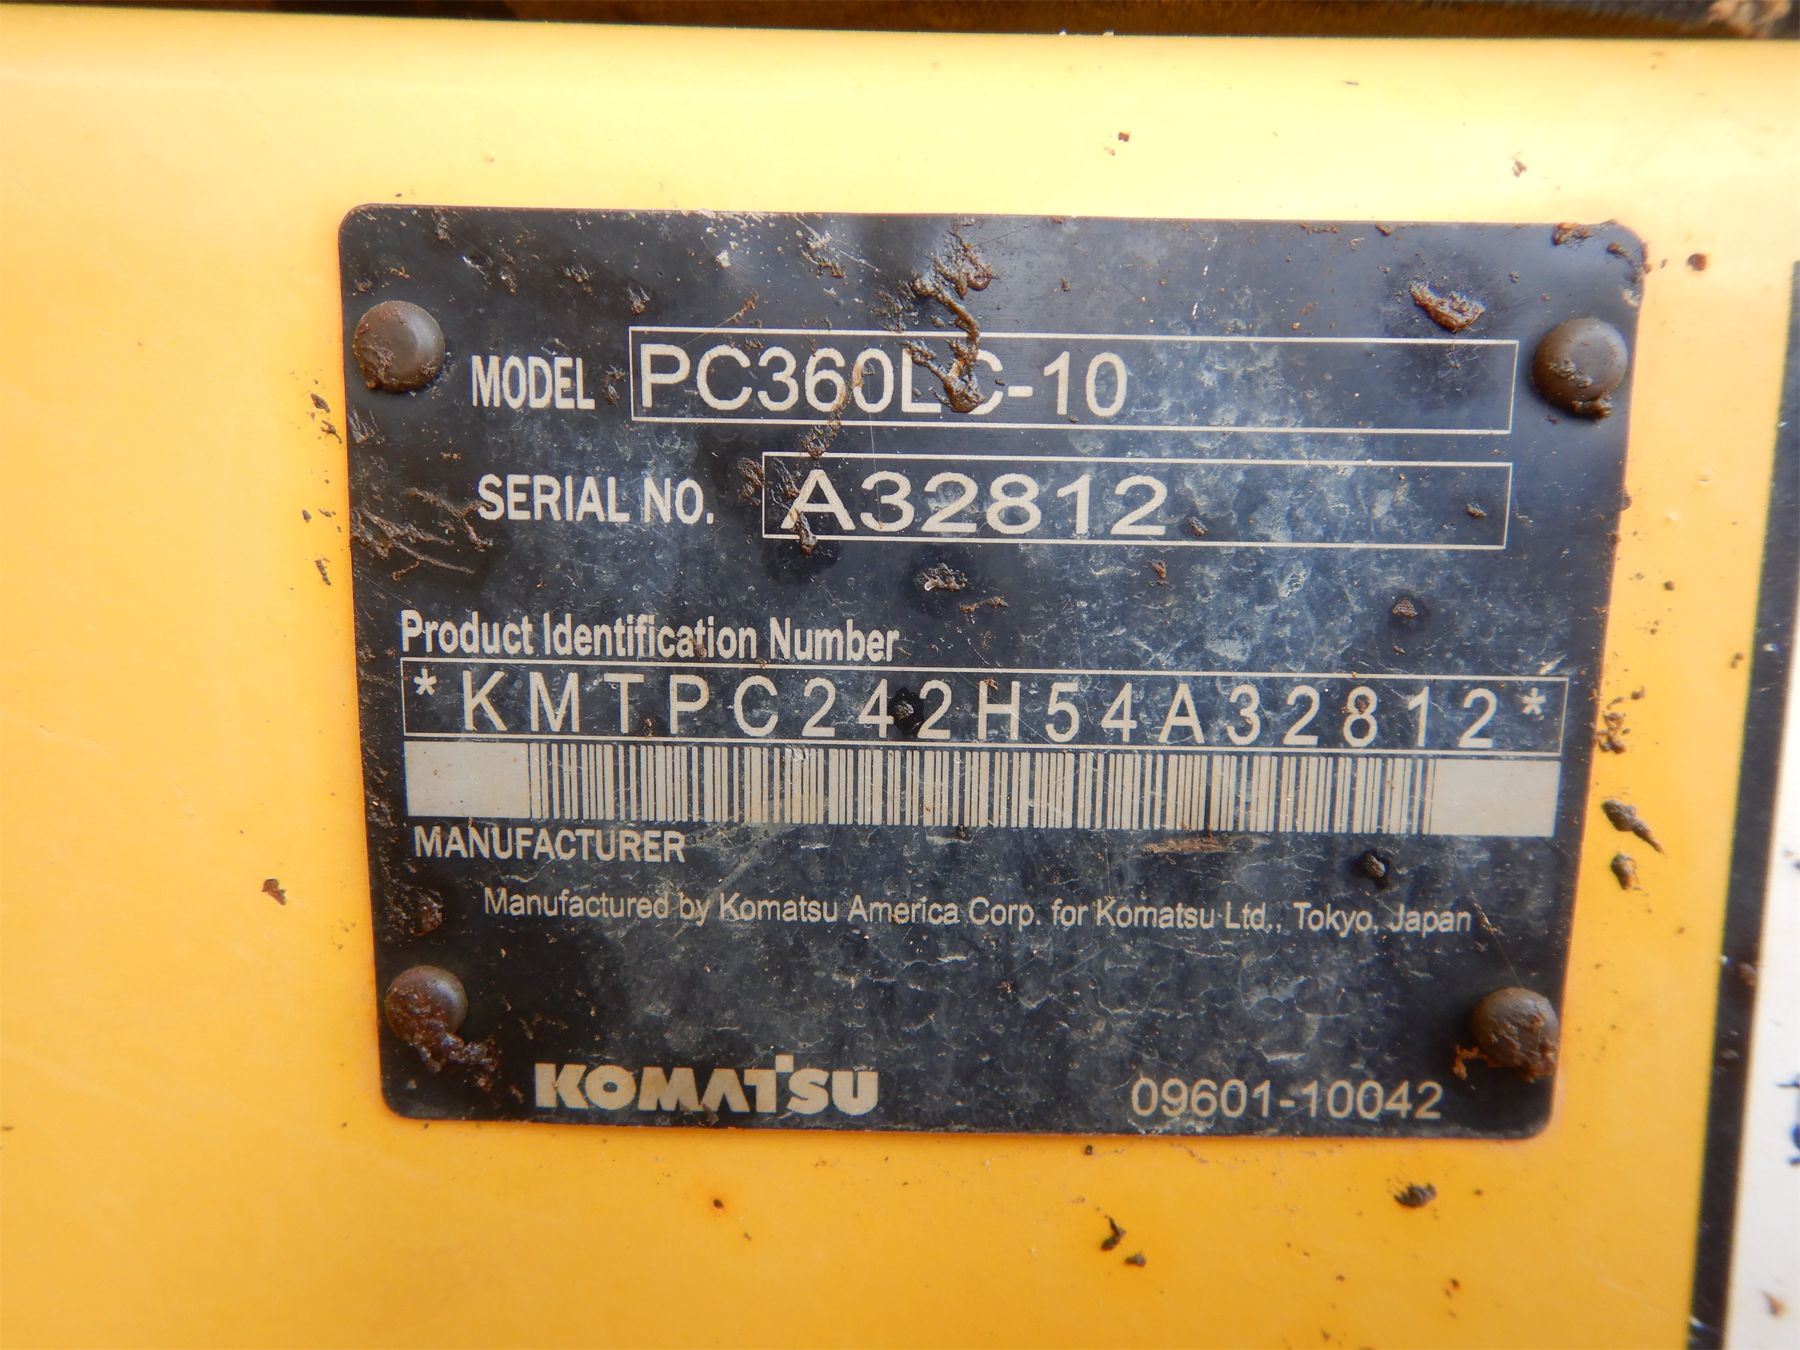 MODEL PC360LC-10
SERIAL NO. A32812
Product Identification Number
*KMTPC242H54A32812*
MANUFACTURER
Manufactured by Komatsu America Corp. for Komatsu Ltd., Tokyo, Japan
KOMATSU 09601-10042